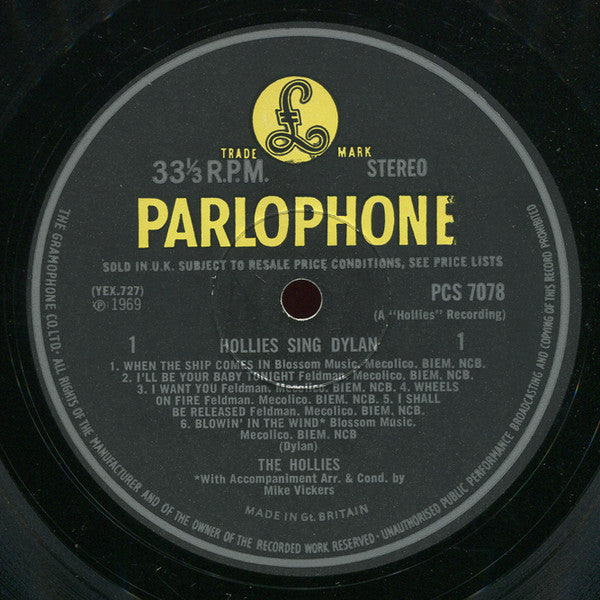 TRADE MARK
33⅓ R.P.M. STEREO
PARLOPHONE
SOLD IN U.K. SUBJECT TO RESALE PRICE CONDITIONS, SEE PRICE LISTS
(YEX.727) PCS 7078
Ⓟ 1969 (A "Hollies" Recording)
1 HOLLIES SING DYLAN 1
1. WHEN THE SHIP COMES IN Blossom Music. Mecolico. BIEM. NCB.
2. I'LL BE YOUR BABY TONIGHT Feldman. Mecolico. BIEM. NCB.
3. I WANT YOU Feldman. Mecolico. BIEM. NCB. 4. WHEELS
ON FIRE Feldman. Mecolico. BIEM. NCB. 5. I SHALL
BE RELEASED Feldman. Mecolico. BIEM. NCB.
6. BLOWIN' IN THE WIND* Blossom Music.
Mecolico. BIEM. NCB
(Dylan)
THE HOLLIES
*With Accompaniment Arr. & Cond. by
Mike Vickers
MADE IN Gt. BRITAIN
THE GRAMOPHONE CO. LTD. ALL RIGHTS OF THE MANUFACTURER AND OF THE OWNER OF THE RECORDED WORK RESERVED - UNAUTHORISED PUBLIC PERFORMANCE BROADCASTING AND COPYING OF THIS RECORD PROHIBITED